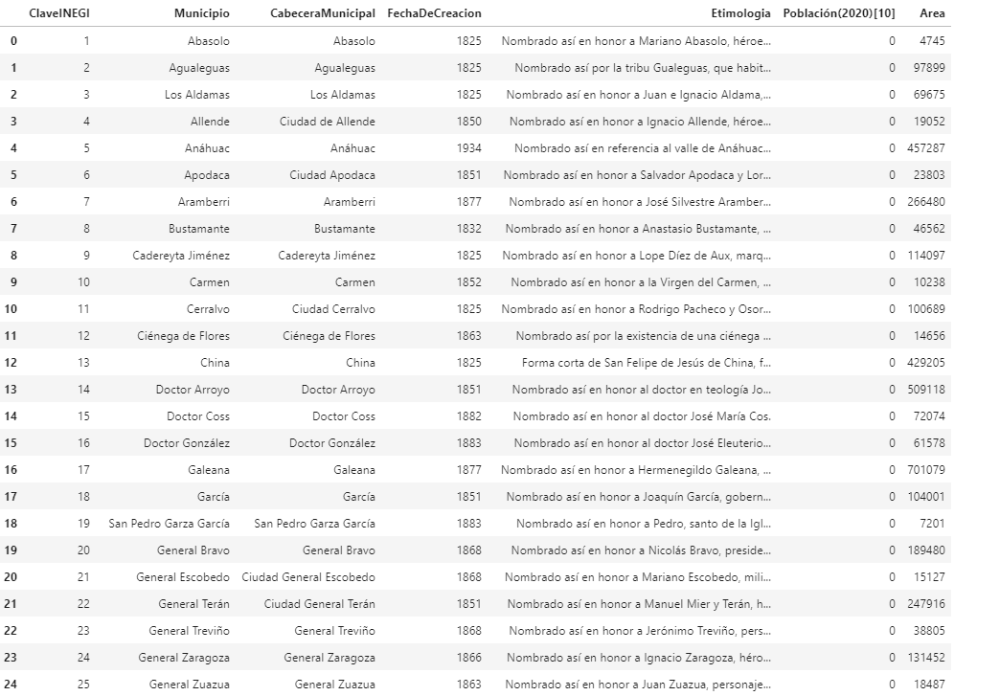 ClaveINEGI Municipio CabeceraMunicipal FechaDeCreacion Etimologia Población(2020)[10] Area
0 1 Abasolo Abasolo 1825 Nombrado así en honor a Mariano Abasolo, héroe... 0 4745
1 2 Agualeguas Agualeguas 1825 Nombrado así por la tribu Gualeguas, que habit... 0 97899
2 3 Los Aldamas Los Aldamas 1825 Nombrado así en honor a Juan e Ignacio Aldama,... 0 69675
3 4 Allende Ciudad de Allende 1850 Nombrado así en honor a Ignacio Allende, héroe... 0 19052
4 5 Anáhuac Anáhuac 1934 Nombrado así en referencia al valle de Anáhuac... 0 457287
5 6 Apodaca Ciudad Apodaca 1851 Nombrado así en honor a Salvador Apodaca y Lor... 0 23803
6 7 Aramberri Aramberri 1877 Nombrado así en honor a José Silvestre Aramber... 0 266480
7 8 Bustamante Bustamante 1832 Nombrado así en honor a Anastasio Bustamante, ... 0 46562
8 9 Cadereyta Jiménez Cadereyta Jiménez 1825 Nombrado así en honor a Lope Díez de Aux, marq... 0 114097
9 10 Carmen Carmen 1852 Nombrado así en honor a la Virgen del Carmen, ... 0 10238
10 11 Cerralvo Ciudad Cerralvo 1825 Nombrado así en honor a Rodrigo Pacheco y Osor... 0 100689
11 12 Ciénega de Flores Ciénega de Flores 1863 Nombrado así por la existencia de una ciénega ... 0 14656
12 13 China China 1825 Forma corta de San Felipe de Jesús de China, f... 0 429205
13 14 Doctor Arroyo Doctor Arroyo 1851 Nombrado así en honor al doctor en teología Jo... 0 509118
14 15 Doctor Coss Doctor Coss 1882 Nombrado así en honor al doctor José María Cos. 0 72074
15 16 Doctor González Doctor González 1883 Nombrado así en honor al doctor José Eleuterio... 0 61578
16 17 Galeana Galeana 1877 Nombrado así en honor a Hermenegildo Galeana, ... 0 701079
17 18 García García 1851 Nombrado así en honor a Joaquín García, gobern... 0 104001
18 19 San Pedro Garza García San Pedro Garza García 1883 Nombrado así en honor a Pedro, santo de la Igl... 0 7201
19 20 General Bravo General Bravo 1868 Nombrado así en honor a Nicolás Bravo, preside... 0 189480
20 21 General Escobedo Ciudad General Escobedo 1868 Nombrado así en honor a Mariano Escobedo, mili... 0 15127
21 22 General Terán Ciudad General Terán 1851 Nombrado así en honor a Manuel Mier y Terán, h... 0 247916
22 23 General Treviño General Treviño 1868 Nombrado así en honor a Jerónimo Treviño, pers... 0 38805
23 24 General Zaragoza General Zaragoza 1866 Nombrado así en honor a Ignacio Zaragoza, héro... 0 131452
24 25 General Zuazua General Zuazua 1863 Nombrado así en honor a Juan Zuazua, personaje... 0 18487